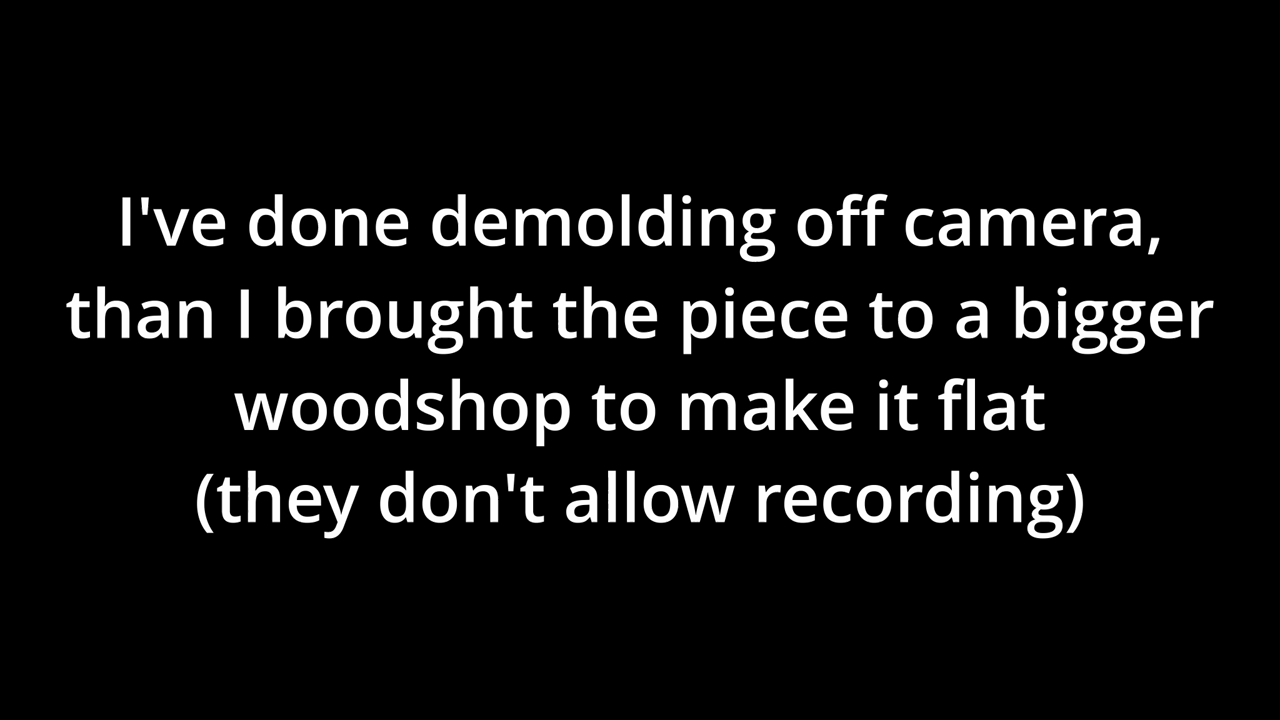 I've done demolding off camera,
than I brought the piece to a bigger
woodshop to make it flat
(they don't allow recording)